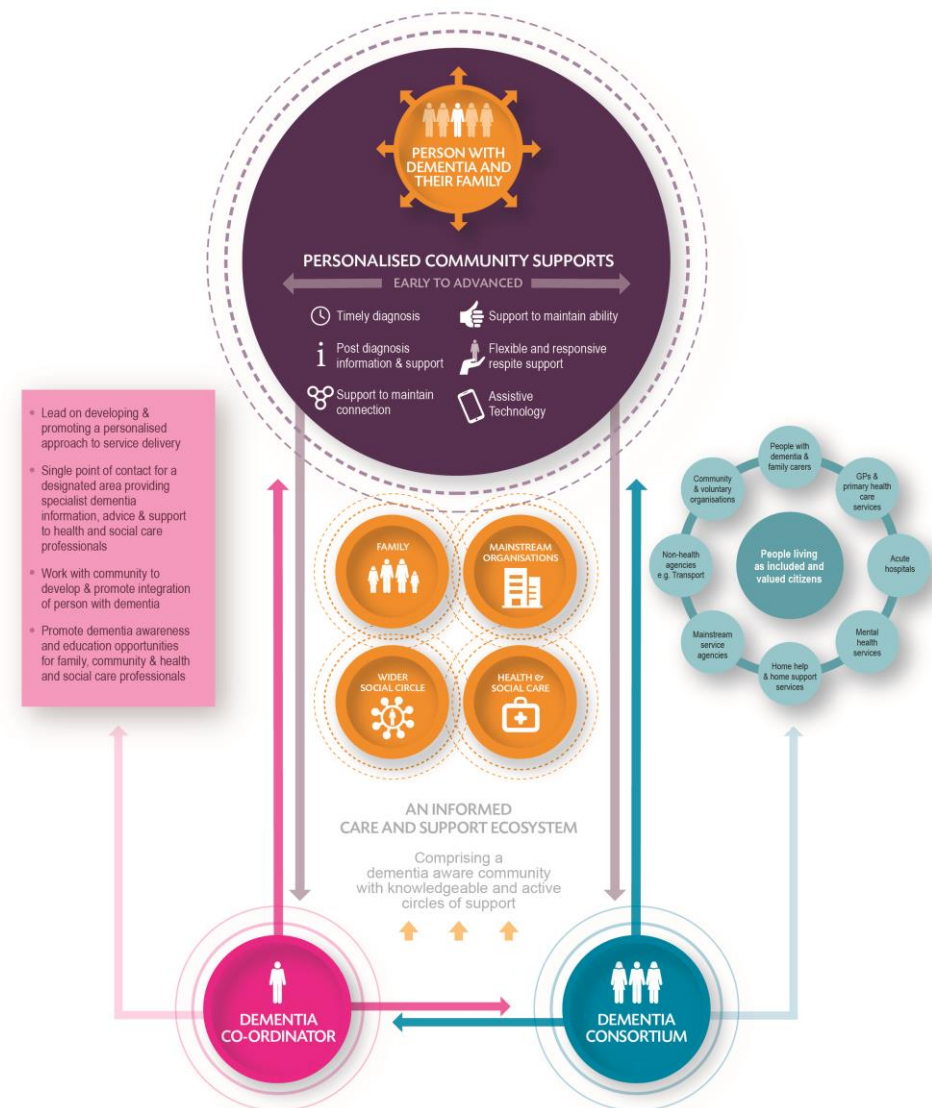 PERSON WITH
DEMENTIA AND
THEIR FAMILY
PERSONALISED COMMUNITY SUPPORTS
EARLY TO ADVANCED
Timely diagnosis
Support to maintain ability
Post diagnosis
information & support
Flexible and responsive
respite support
Support to maintain
connection
Assistive
Technology
• Lead on developing &
promoting a personalised
approach to service delivery
• Single point of contact for a
designated area providing
specialist dementia
information, advice & support
to health and social care
professionals
• Work with community to
develop & promote integration
of person with dementia
• Promote dementia awareness
and education opportunities
for family, community & health
and social care professionals
FAMILY
MAINSTREAM
ORGANISATIONS
WIDER
SOCIAL CIRCLE
HEALTH &
SOCIAL CARE
People with
dementia &
family carers
GPs &
primary health
care
services
Acute
hospitals
Mental
health
services
Home help
& home support
services
Mainstream
service
agencies
Non-health
agencies
e.g. Transport
Community
& voluntary
organisations
People living
as included and
valued citizens
AN INFORMED
CARE AND SUPPORT ECOSYSTEM
Comprising a
dementia aware community
with knowledgeable and active
circles of support
DEMENTIA
CO-ORDINATOR
DEMENTIA
CONSORTIUM